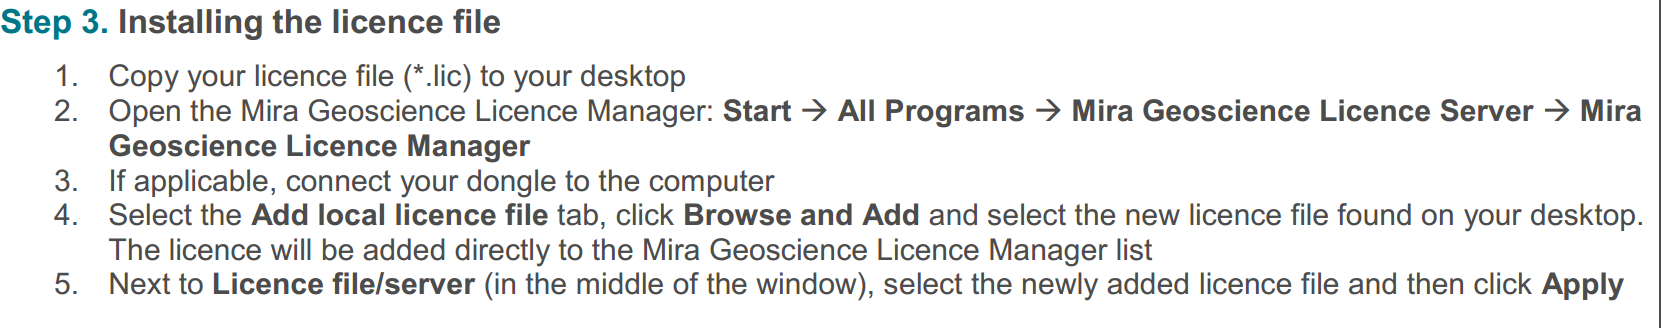 Step 3. Installing the licence file
1. Copy your licence file (*.lic) to your desktop
2. Open the Mira Geoscience Licence Manager: Start → All Programs → Mira Geoscience Licence Server → Mira
Geoscience Licence Manager
3. If applicable, connect your dongle to the computer
4. Select the Add local licence file tab, click Browse and Add and select the new licence file found on your desktop.
The licence will be added directly to the Mira Geoscience Licence Manager list
5. Next to Licence file/server (in the middle of the window), select the newly added licence file and then click Apply